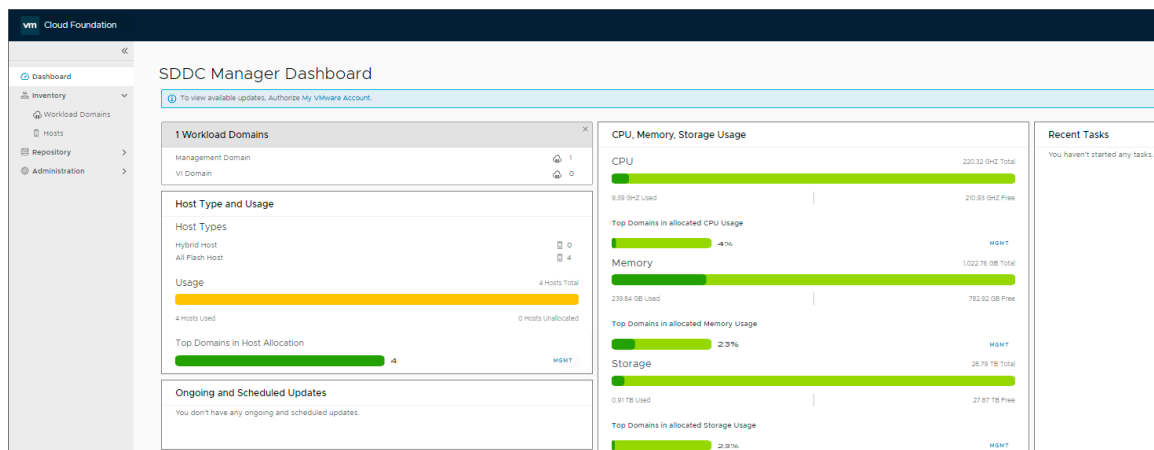 vm Cloud Foundation
«
Dashboard
Inventory
Workload Domains
Hosts
Repository
Administration
SDDC Manager Dashboard
To view available updates, Authorize My VMware Account.
1 Workload Domains
Management Domain 1
VI Domain 0
Host Type and Usage
Host Types
Hybrid Host 0
All Flash Host 4
Usage 4 Hosts Total
4 Hosts Used 0 Hosts Unallocated
Top Domains in Host Allocation
4 MGMT
Ongoing and Scheduled Updates
You don't have any ongoing and scheduled updates.
CPU, Memory, Storage Usage
CPU 220.32 GHZ Total
9.39 GHZ Used 210.93 GHZ Free
Top Domains in allocated CPU Usage
4% MGMT
Memory 1,022.76 GB Total
239.84 GB Used 782.92 GB Free
Top Domains in allocated Memory Usage
23% MGMT
Storage 28.79 TB Total
0.91 TB Used 27.87 TB Free
Top Domains in allocated Storage Usage
23% MGMT
Recent Tasks
You haven't started any tasks.